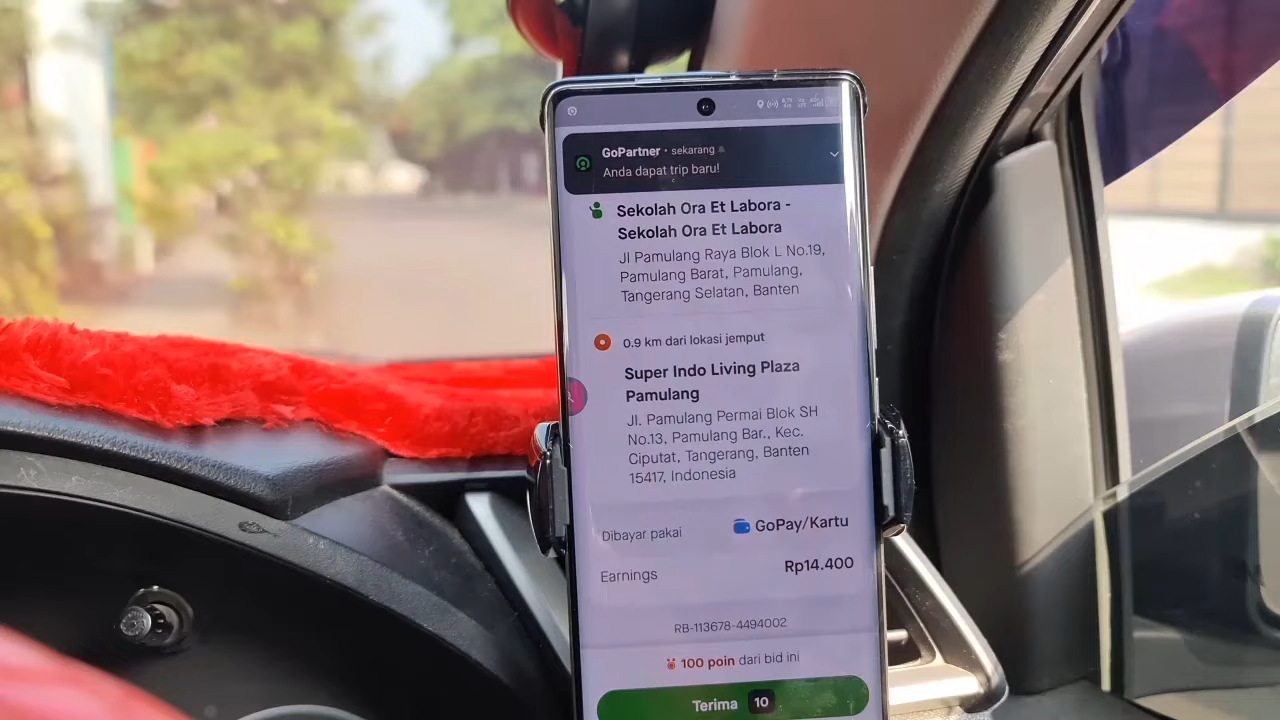 GoPartner • sekarang
Anda dapat trip baru!
Sekolah Ora Et Labora -
Sekolah Ora Et Labora
Jl Pamulang Raya Blok L No.19,
Pamulang Barat, Pamulang,
Tangerang Selatan, Banten
0.9 km dari lokasi jemput
Super Indo Living Plaza
Pamulang
Jl. Pamulang Permai Blok SH
No.13, Pamulang Bar., Kec.
Ciputat, Tangerang, Banten
15417, Indonesia
Dibayar pakai GoPay/Kartu
Earnings Rp14.400
RB-113678-4494002
100 poin dari bid ini
Terima 10